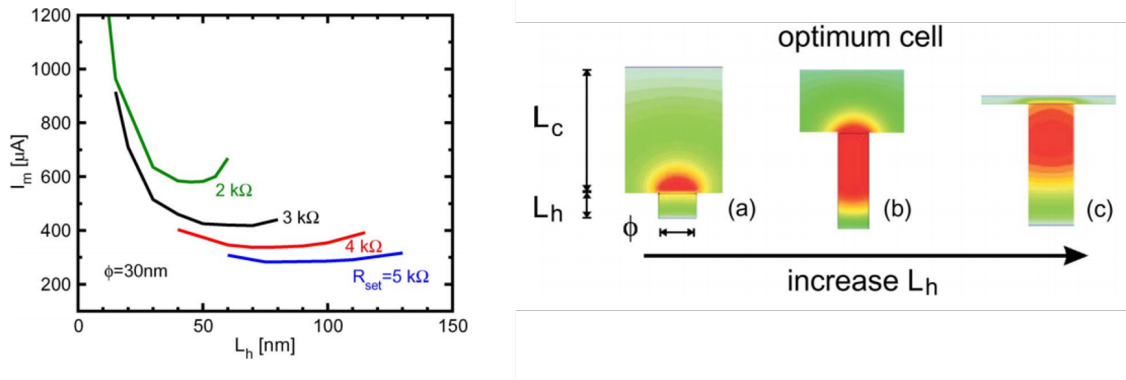 1200
1000
800
600
400
200
I_m [μA]
2 kΩ
3 kΩ
4 kΩ
R_set=5 kΩ
ϕ=30nm
0
50
100
150
L_h [nm]
optimum cell
L_c
L_h
ϕ
(a)
(b)
(c)
increase L_h